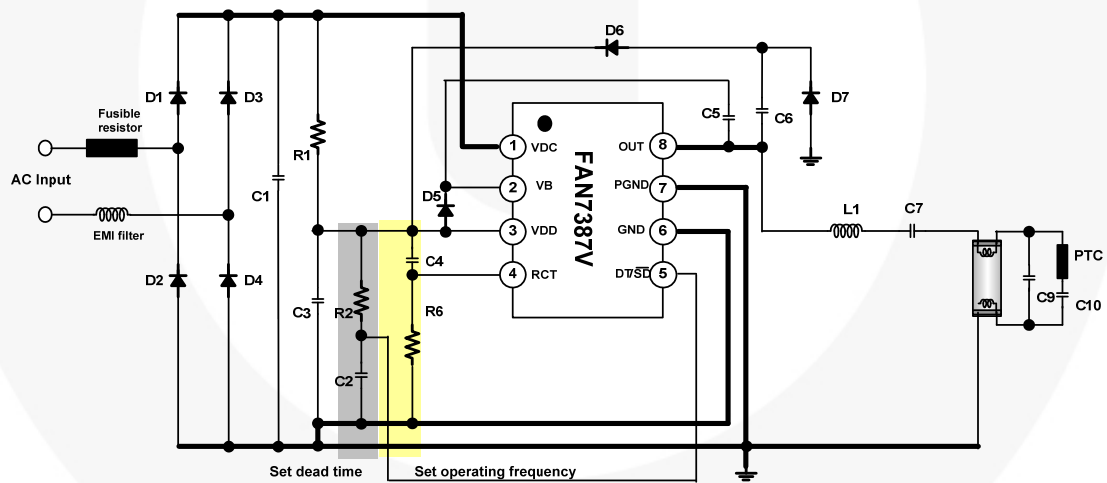 D6
D1
D3
Fusible
resistor
C5
C6
D7
R1
1
VDC
OUT
8
AC Input
C1
FAN7387V
2
VB
PGND
7
D5
EMI filter
3
VDD
GND
6
L1
C7
C4
4
RCT
DT/SD
5
PTC
D2
D4
C3
R2
R6
C9
C10
C2
Set dead time
Set operating frequency